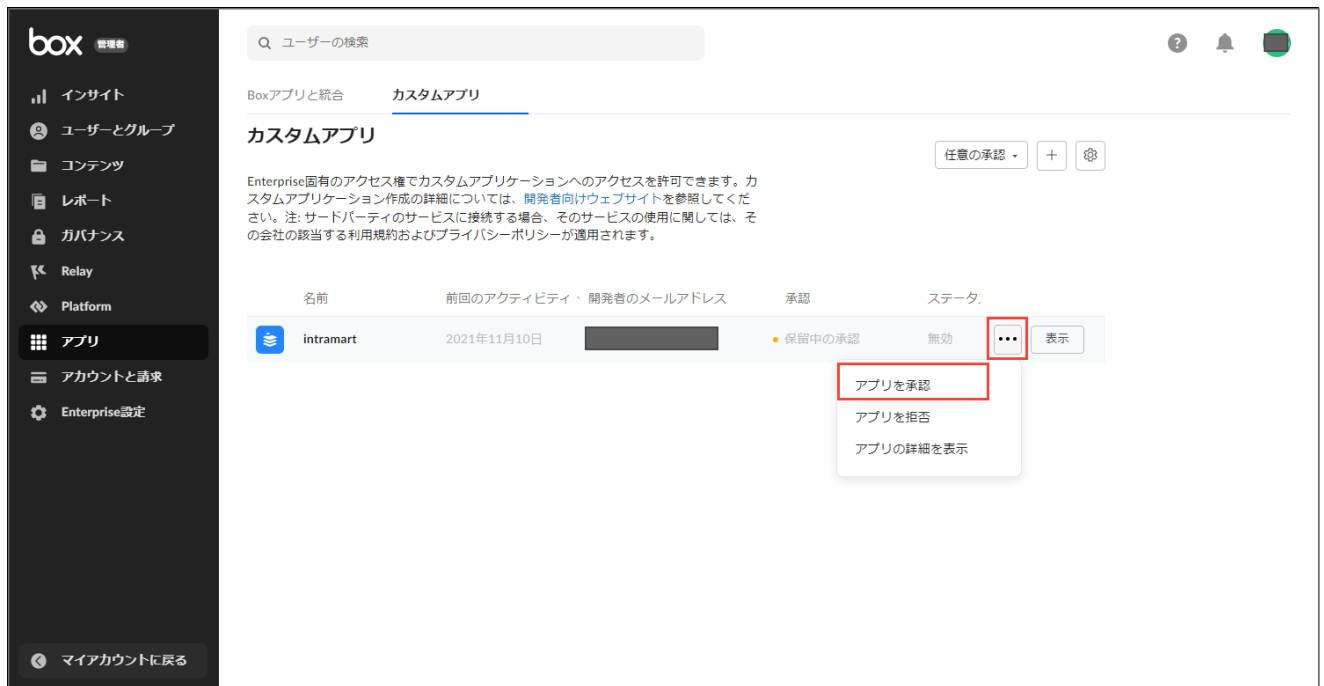 box 管理者
ユーザーの検索
インサイト
ユーザーとグループ
コンテンツ
レポート
ガバナンス
Relay
Platform
アプリ
アカウントと請求
Enterprise設定
マイアカウントに戻る
Boxアプリと統合
カスタムアプリ
カスタムアプリ
任意の承認
Enterprise固有のアクセス権でカスタムアプリケーションへのアクセスを許可できます。カ
スタムアプリケーション作成の詳細については、開発者向けウェブサイトを参照してくだ
さい。注: サードパーティのサービスに接続する場合、そのサービスの使用に関しては、そ
の会社の該当する利用規約およびプライバシーポリシーが適用されます。
名前 前回のアクティビティ 開発者のメールアドレス 承認 ステータ
intramart 2021年11月10日 保留中の承認 無効 表示
アプリを承認
アプリを拒否
アプリの詳細を表示